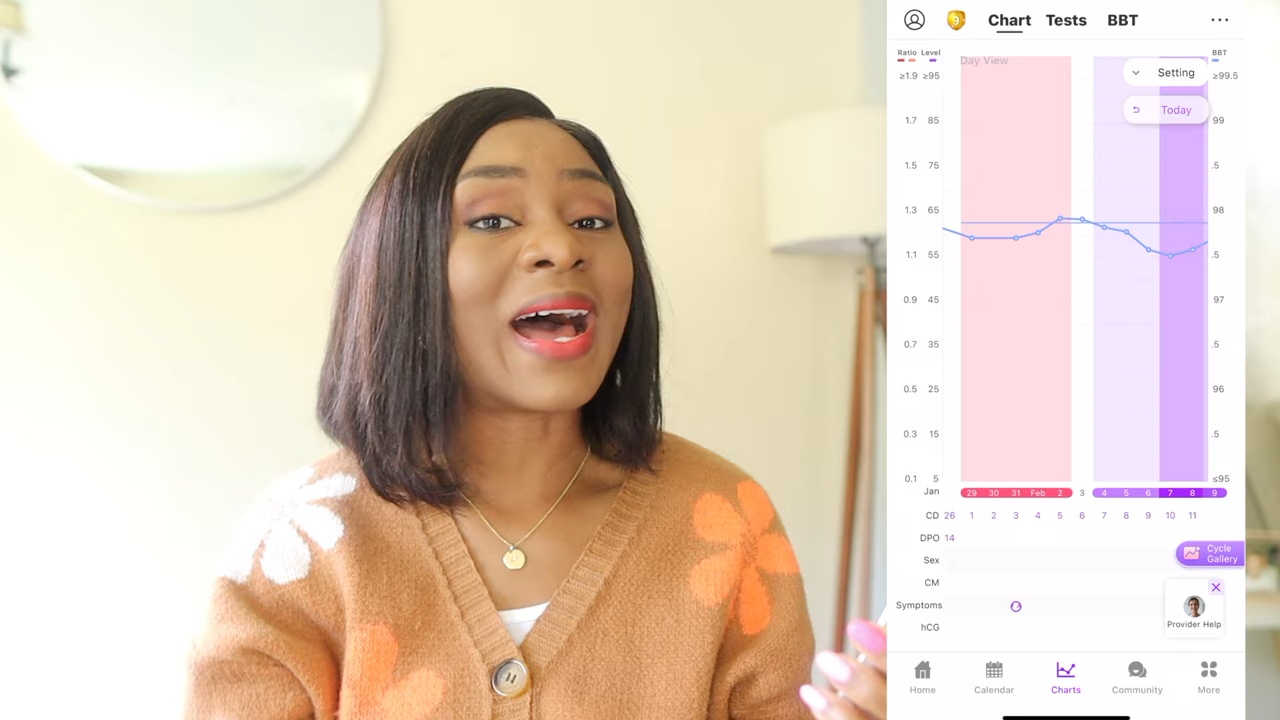 9
Chart Tests BBT
Ratio Level
BBT
Day View
≥1.9 ≥95
≥99.5
Setting
Today
1.7 85
99
1.5 75
.5
1.3 65
98
1.1 55
.5
0.9 45
97
0.7 35
.5
0.5 25
96
0.3 15
.5
0.1 5
≤95
Jan 29 30 31 Feb 2 3 4 5 6 7 8 9
CD 26 1 2 3 4 5 6 7 8 9 10 11
DPO 14
Sex
Cycle
Gallery
CM
Symptoms
hCG
Provider Help
Home Calendar Charts Community More